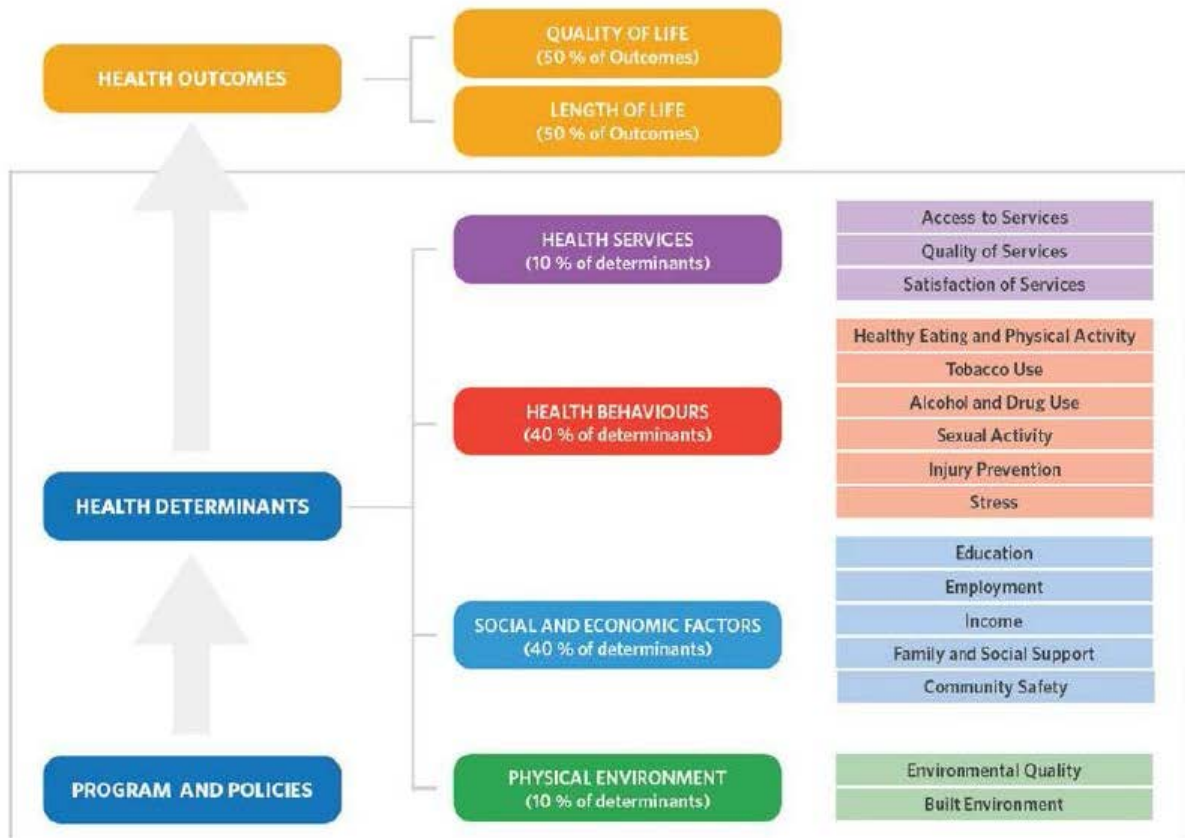 HEALTH OUTCOMES
QUALITY OF LIFE
(50 % of Outcomes)
LENGTH OF LIFE
(50 % of Outcomes)
HEALTH DETERMINANTS
HEALTH SERVICES
(10 % of determinants)
Access to Services
Quality of Services
Satisfaction of Services
HEALTH BEHAVIOURS
(40 % of determinants)
Healthy Eating and Physical Activity
Tobacco Use
Alcohol and Drug Use
Sexual Activity
Injury Prevention
Stress
SOCIAL AND ECONOMIC FACTORS
(40 % of determinants)
Education
Employment
Income
Family and Social Support
Community Safety
PROGRAM AND POLICIES
PHYSICAL ENVIRONMENT
(10 % of determinants)
Environmental Quality
Built Environment